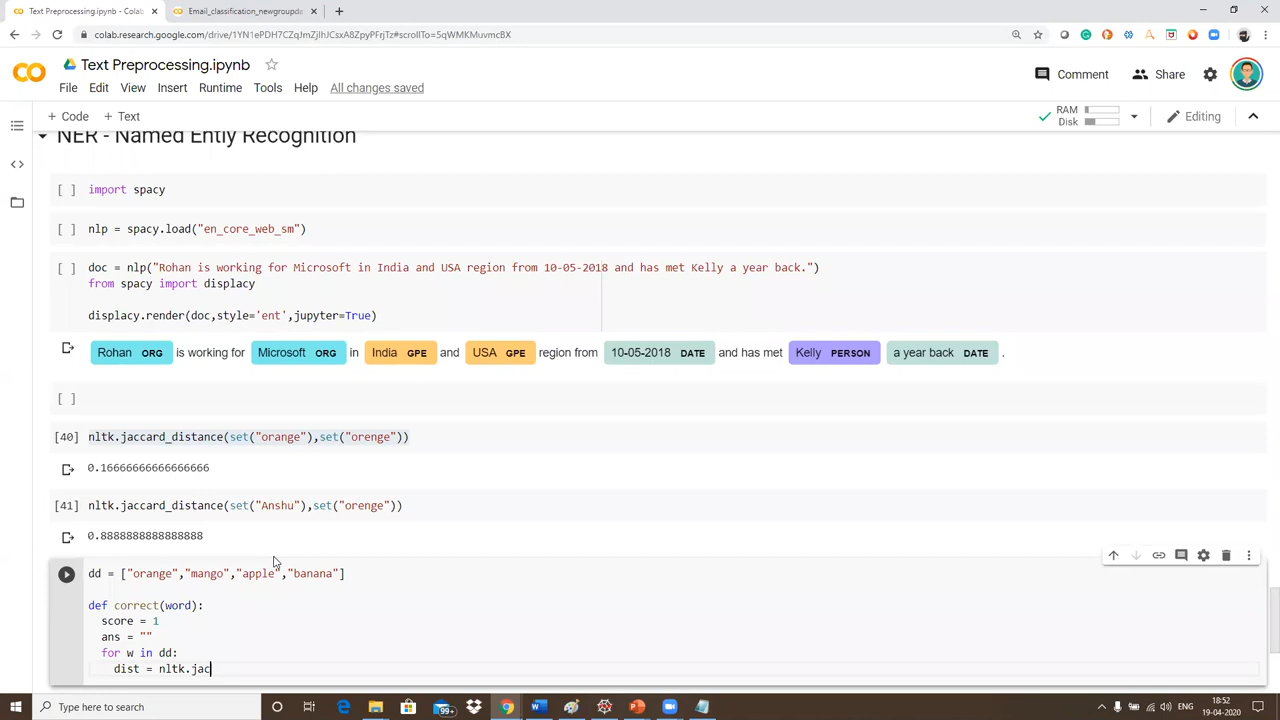 Text Preprocessing.ipynb - Colab
Email_classification_newgroupda
colab.research.google.com/drive/1YN1ePDH7CZqJmZjIhJCsxA8ZpyPFrjTz#scrollTo=5qWMKMuvmcBX
Text Preprocessing.ipynb
Comment
Share
File Edit View Insert Runtime Tools Help All changes saved
+ Code + Text
RAM
Disk
Editing
NER - Named Entiy Recognition
[ ] import spacy
[ ] nlp = spacy.load("en_core_web_sm")
[ ] doc = nlp("Rohan is working for Microsoft in India and USA region from 10-05-2018 and has met Kelly a year back.")
from spacy import displacy
displacy.render(doc,style='ent',jupyter=True)
Rohan ORG is working for Microsoft ORG in India GPE and USA GPE region from 10-05-2018 DATE and has met Kelly PERSON a year back DATE .
[ ]
[40] nltk.jaccard_distance(set("orange"),set("orenge"))
0.16666666666666666
[41] nltk.jaccard_distance(set("Anshu"),set("orenge"))
0.8888888888888888
dd = ["orange","mango","apple","banana"]
def correct(word):
score = 1
ans = ""
for w in dd:
dist = nltk.jac
Type here to search
99+
ENG
18:52
19-04-2020